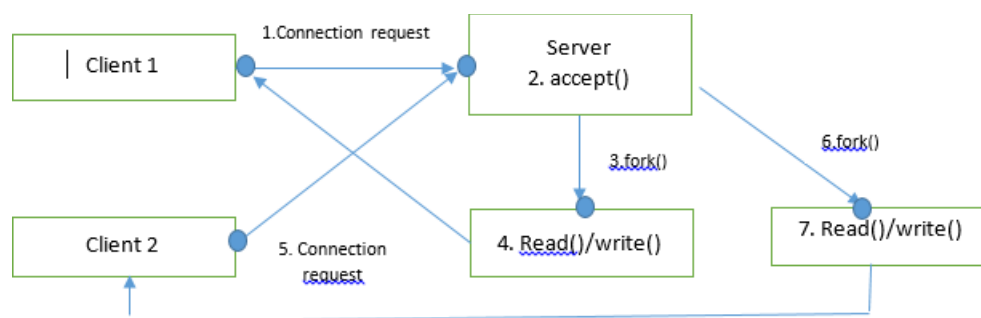 1.Connection request
Client 1
Server
2. accept()
3.fork()
6.fork()
Client 2
5. Connection
request
4. Read()/write()
7. Read()/write()